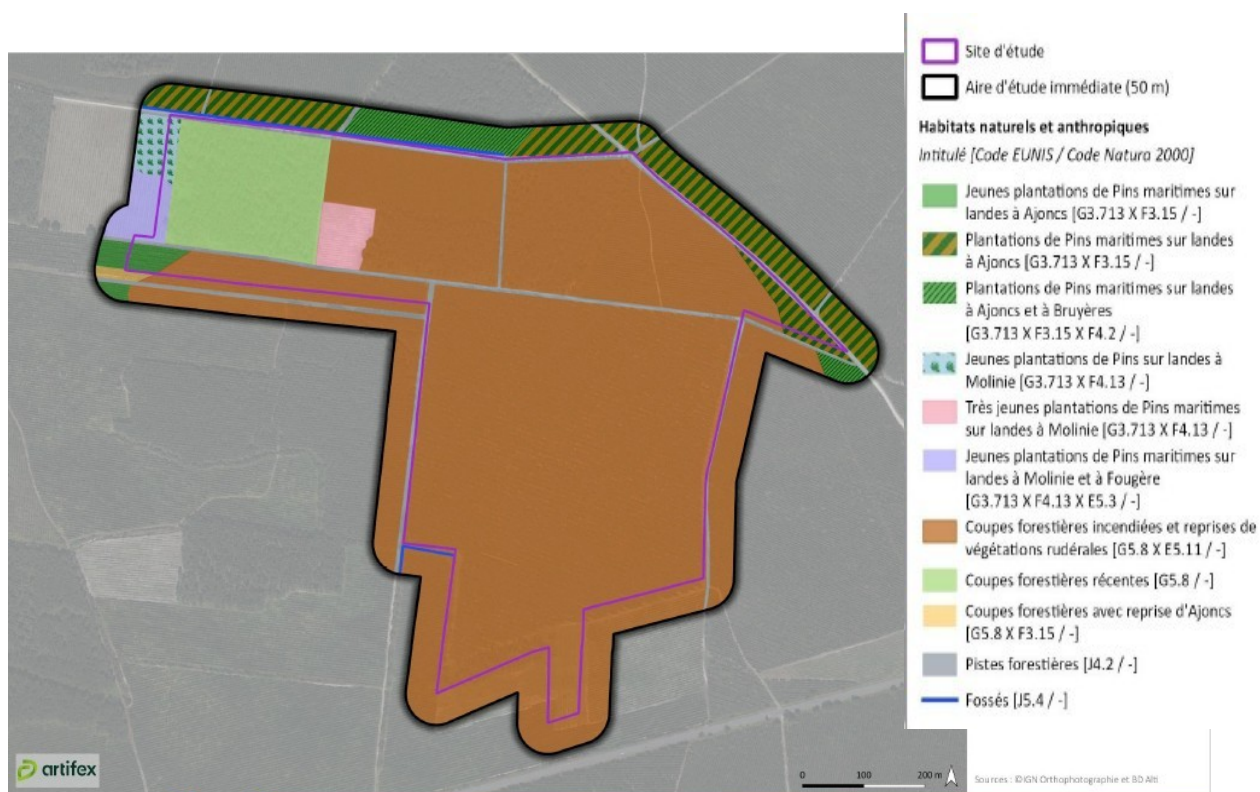 Site d'étude
Aire d'étude immédiate (50 m)
Habitats naturels et anthropiques
Intitulé [Code EUNIS / Code Natura 2000]
Jeunes plantations de Pins maritimes sur
landes à Ajoncs [G3.713 X F3.15 / -]
Plantations de Pins maritimes sur landes
à Ajoncs [G3.713 X F3.15 / -]
Plantations de Pins maritimes sur landes
à Ajoncs et à Bruyères
[G3.713 X F3.15 X F4.2 / -]
Jeunes plantations de Pins sur landes à
Molinie [G3.713 X F4.13 / -]
Très jeunes plantations de Pins maritimes
sur landes à Molinie [G3.713 X F4.13 / -]
Jeunes plantations de Pins maritimes sur
landes à Molinie et à Fougère
[G3.713 X F4.13 X E5.3 / -]
Coupes forestières incendiées et reprises de
végétations rudérales [G5.8 X E5.11 / -]
Coupes forestières récentes [G5.8 / -]
Coupes forestières avec reprise d'Ajoncs
[G5.8 X F3.15 / -]
Pistes forestières [J4.2 / -]
Fossés [J5.4 / -]
artifex
0 100 200 m
Sources : ©IGN Orthophotographie et BD Alti